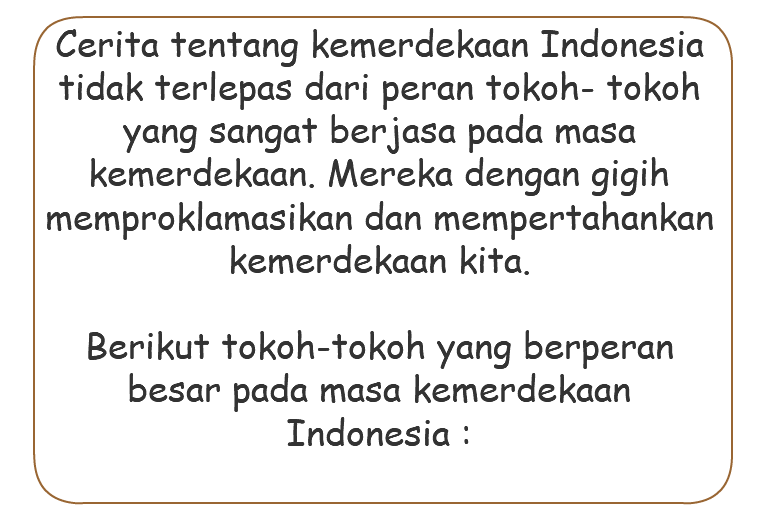 Cerita tentang kemerdekaan Indonesia
tidak terlepas dari peran tokoh- tokoh
yang sangat berjasa pada masa
kemerdekaan. Mereka dengan gigih
memproklamasikan dan mempertahankan
kemerdekaan kita.
Berikut tokoh-tokoh yang berperan
besar pada masa kemerdekaan
Indonesia :